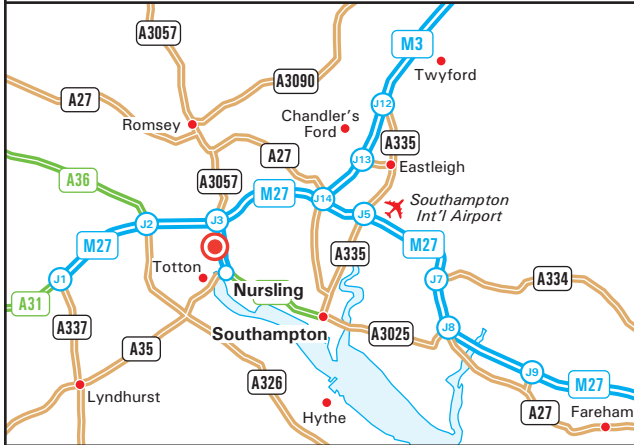 A3057
M3
Twyford
A3090
A27
J12
Chandler's
Ford
Romsey
A335
A27
J13
Eastleigh
A36
A3057
M27
J14
Southampton
Int'l Airport
J2
J3
J5
M27
M27
A335
Totton
J1
Nursling
J7
A334
A31
A337
Southampton
A3025
J8
A35
J9
A326
M27
Lyndhurst
Hythe
A27
Fareham